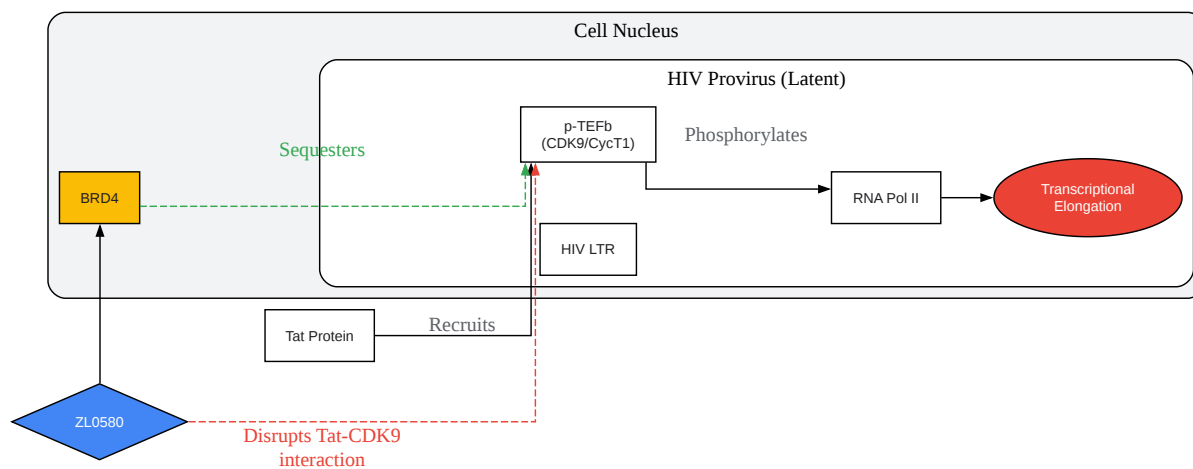 Cell Nucleus
HIV Provirus (Latent)
p-TEFb
(CDK9/CycT1)
Phosphorylates
Sequesters
BRD4
RNA Pol II
Transcriptional
Elongation
HIV LTR
Tat Protein
Recruits
ZL0580
Disrupts Tat-CDK9
interaction